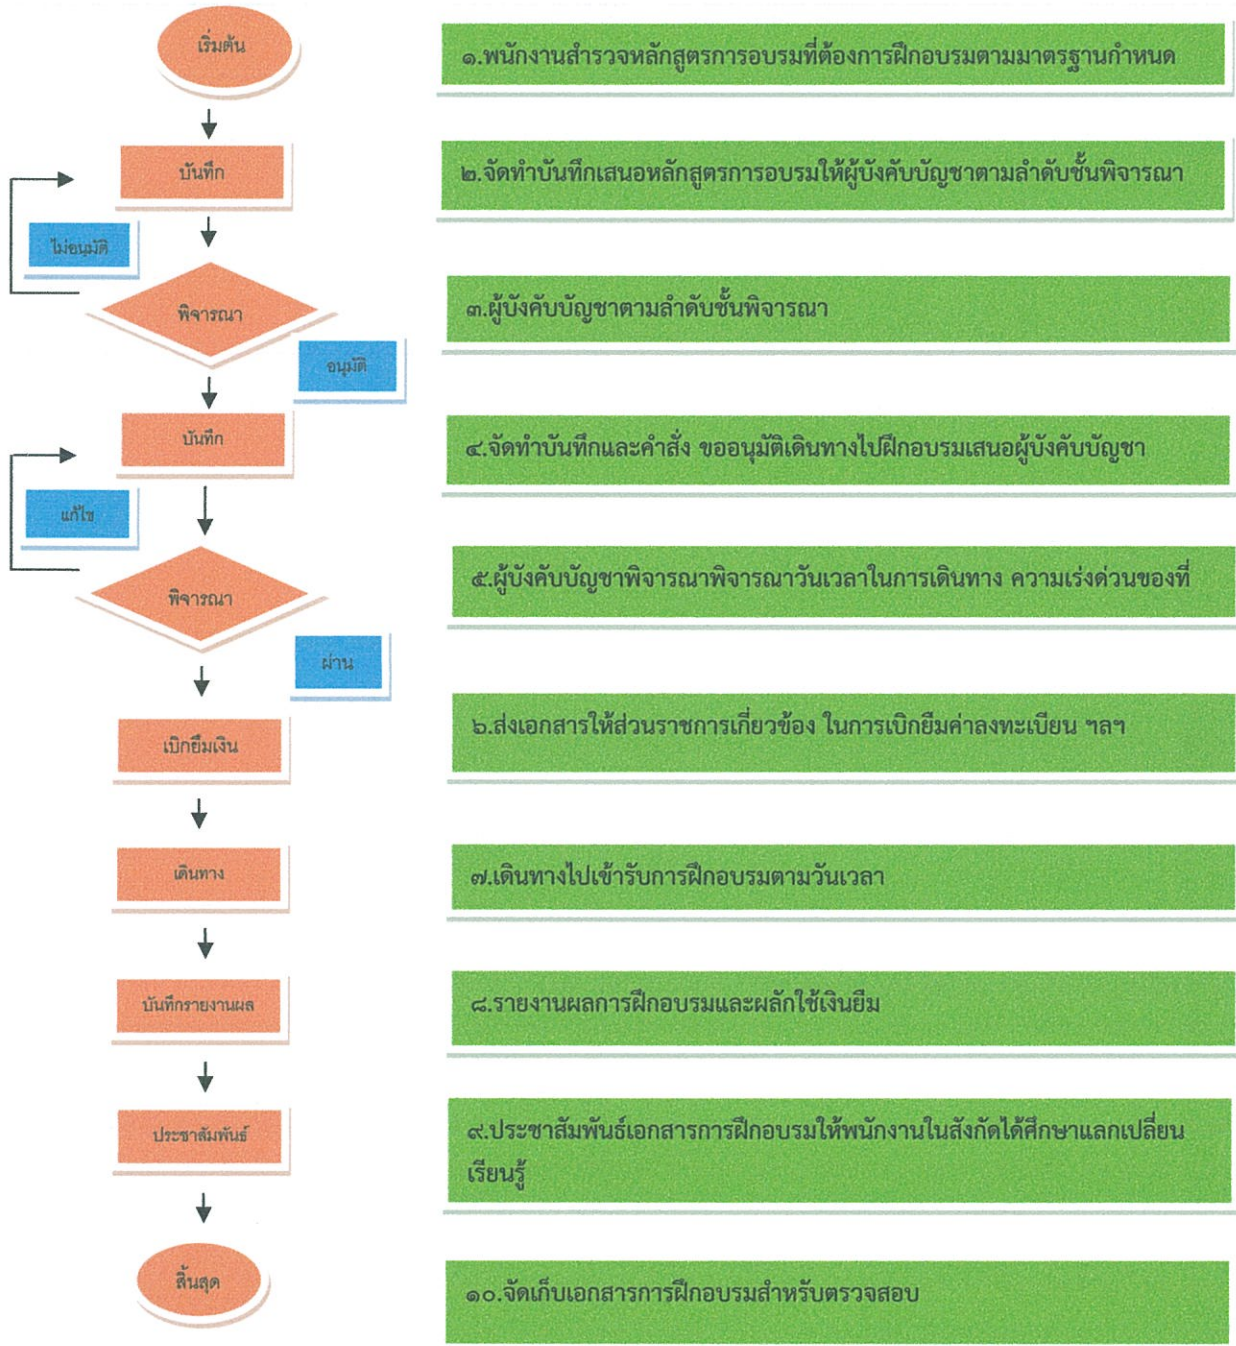 เริ่มต้น
๑.พนักงานสำรวจหลักสูตรการอบรมที่ต้องการฝึกอบรมตามมาตรฐานกำหนด
บันทึก
๒.จัดทำบันทึกเสนอหลักสูตรการอบรมให้ผู้บังคับบัญชาตามลำดับชั้นพิจารณา
ไม่อนุมัติ
พิจารณา
๓.ผู้บังคับบัญชาตามลำดับชั้นพิจารณา
อนุมัติ
บันทึก
๔.จัดทำบันทึกและคำสั่ง ขออนุมัติเดินทางไปฝึกอบรมเสนอผู้บังคับบัญชา
แก้ไข
พิจารณา
๕.ผู้บังคับบัญชาพิจารณาพิจารณาวันเวลาในการเดินทาง ความเร่งด่วนของที่
ผ่าน
เบิกยืมเงิน
๖.ส่งเอกสารให้ส่วนราชการเกี่ยวข้อง ในการเบิกยืมค่าลงทะเบียน ฯลฯ
เดินทาง
๗.เดินทางไปเข้ารับการฝึกอบรมตามวันเวลา
บันทึกรายงานผล
๘.รายงานผลการฝึกอบรมและผลักใช้เงินยืม
ประชาสัมพันธ์
๙.ประชาสัมพันธ์เอกสารการฝึกอบรมให้พนักงานในสังกัดได้ศึกษาแลกเปลี่ยน
เรียนรู้
สิ้นสุด
๑๐.จัดเก็บเอกสารการฝึกอบรมสำหรับตรวจสอบ